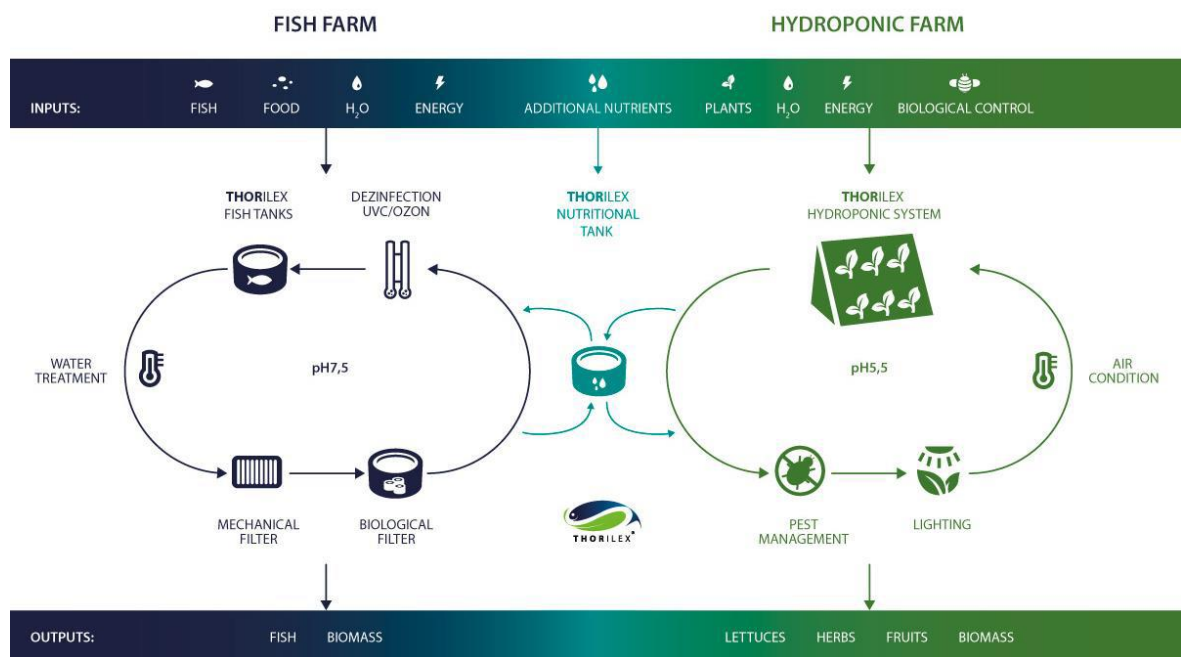 FISH FARM
HYDROPONIC FARM
INPUTS:
FISH
FOOD
H₂O
ENERGY
ADDITIONAL NUTRIENTS
PLANTS
H₂O
ENERGY
BIOLOGICAL CONTROL
THORILEX
FISH TANKS
DEZINFECTION
UVC/OZON
THORILEX
NUTRITIONAL
TANK
THORILEX
HYDROPONIC SYSTEM
WATER
TREATMENT
pH7,5
pH5,5
AIR
CONDITION
MECHANICAL
FILTER
BIOLOGICAL
FILTER
THORILEX®
PEST
MANAGEMENT
LIGHTING
OUTPUTS:
FISH
BIOMASS
LETTUCES
HERBS
FRUITS
BIOMASS